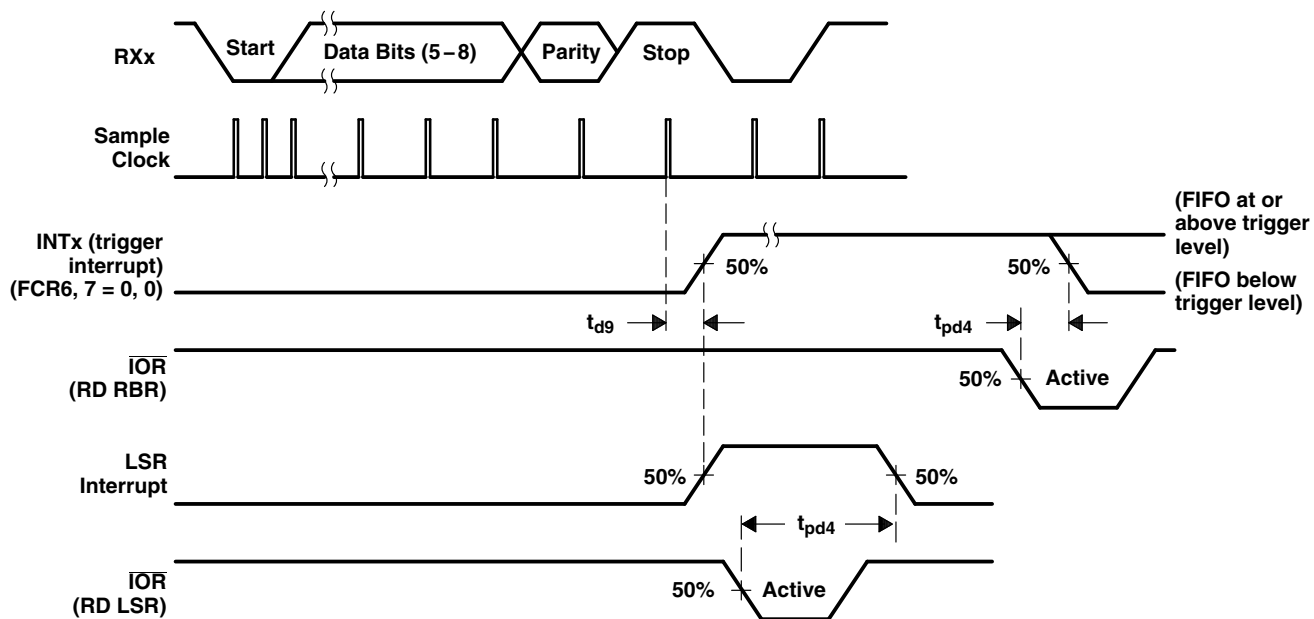 RXx
Start
Data Bits (5 – 8)
Parity
Stop
Sample
Clock
INTx (trigger
interrupt)
(FCR6, 7 = 0, 0)
50%
50%
(FIFO at or
above trigger
level)
(FIFO below
trigger level)
td9
tpd4
IOR
(RD RBR)
50%
Active
LSR
Interrupt
50%
50%
tpd4
IOR
(RD LSR)
50%
Active